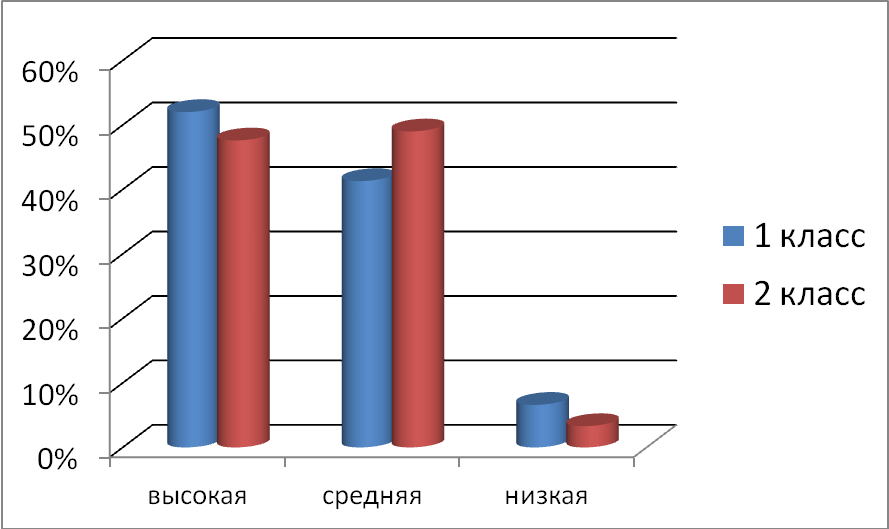 60%
50%
40%
30%
20%
10%
0%
высокая
средняя
низкая
1 класс
2 класс